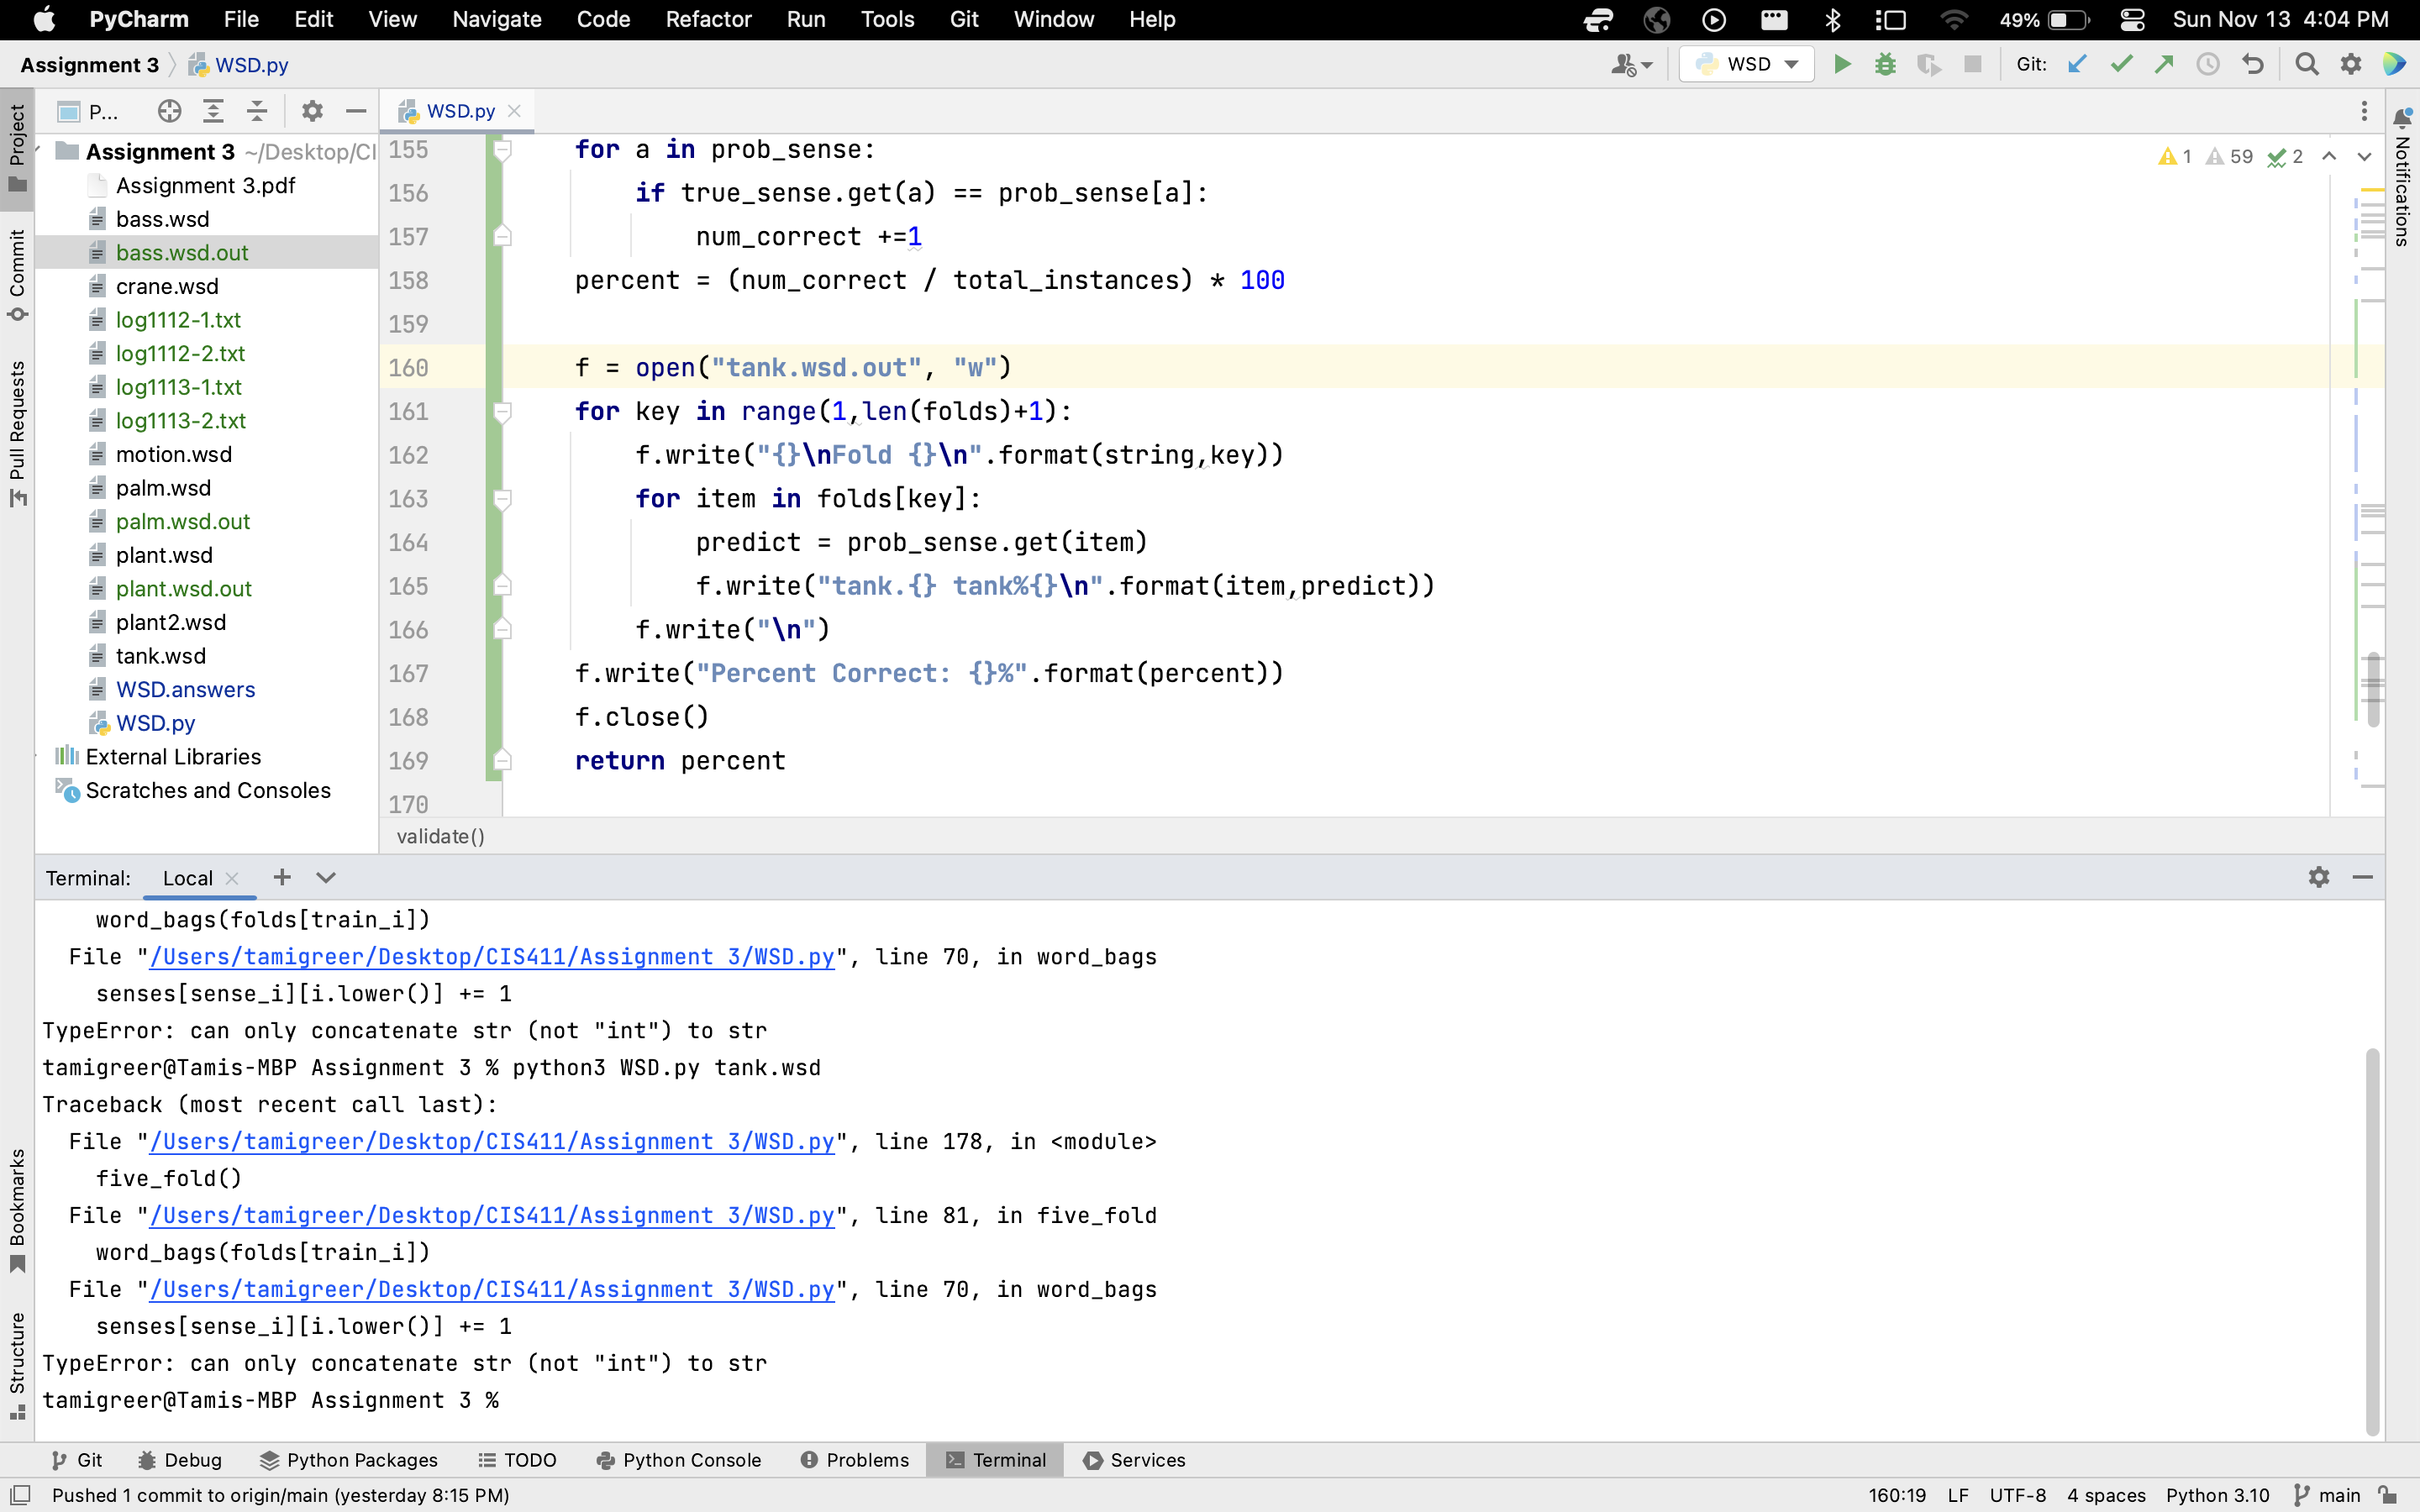 PyCharm File Edit View Navigate Code Refactor Run Tools Git Window Help 49% Sun Nov 13 4:04 PM
Assignment 3 WSD.py WSD Git:
P... WSD.py
Project
Commit
Pull Requests
Bookmarks
Structure
Notifications
Assignment 3 ~/Desktop/CI
Assignment 3.pdf
bass.wsd
bass.wsd.out
crane.wsd
log1112-1.txt
log1112-2.txt
log1113-1.txt
log1113-2.txt
motion.wsd
palm.wsd
palm.wsd.out
plant.wsd
plant.wsd.out
plant2.wsd
tank.wsd
WSD.answers
WSD.py
External Libraries
Scratches and Consoles
1 59 2
155 for a in prob_sense:
156 if true_sense.get(a) == prob_sense[a]:
157 num_correct +=1
158 percent = (num_correct / total_instances) * 100
159
160 f = open("tank.wsd.out", "w")
161 for key in range(1,len(folds)+1):
162 f.write("{}\nFold {}\n".format(string,key))
163 for item in folds[key]:
164 predict = prob_sense.get(item)
165 f.write("tank.{} tank%{}\n".format(item,predict))
166 f.write("\n")
167 f.write("Percent Correct: {}%".format(percent))
168 f.close()
169 return percent
170
validate()
Terminal: Local
word_bags(folds[train_i])
File "/Users/tamigreer/Desktop/CIS411/Assignment 3/WSD.py", line 70, in word_bags
senses[sense_i][i.lower()] += 1
TypeError: can only concatenate str (not "int") to str
tamigreer@Tamis-MBP Assignment 3 % python3 WSD.py tank.wsd
Traceback (most recent call last):
File "/Users/tamigreer/Desktop/CIS411/Assignment 3/WSD.py", line 178, in <module>
five_fold()
File "/Users/tamigreer/Desktop/CIS411/Assignment 3/WSD.py", line 81, in five_fold
word_bags(folds[train_i])
File "/Users/tamigreer/Desktop/CIS411/Assignment 3/WSD.py", line 70, in word_bags
senses[sense_i][i.lower()] += 1
TypeError: can only concatenate str (not "int") to str
tamigreer@Tamis-MBP Assignment 3 %
Git Debug Python Packages TODO Python Console Problems Terminal Services
Pushed 1 commit to origin/main (yesterday 8:15 PM) 160:19 LF UTF-8 4 spaces Python 3.10 main